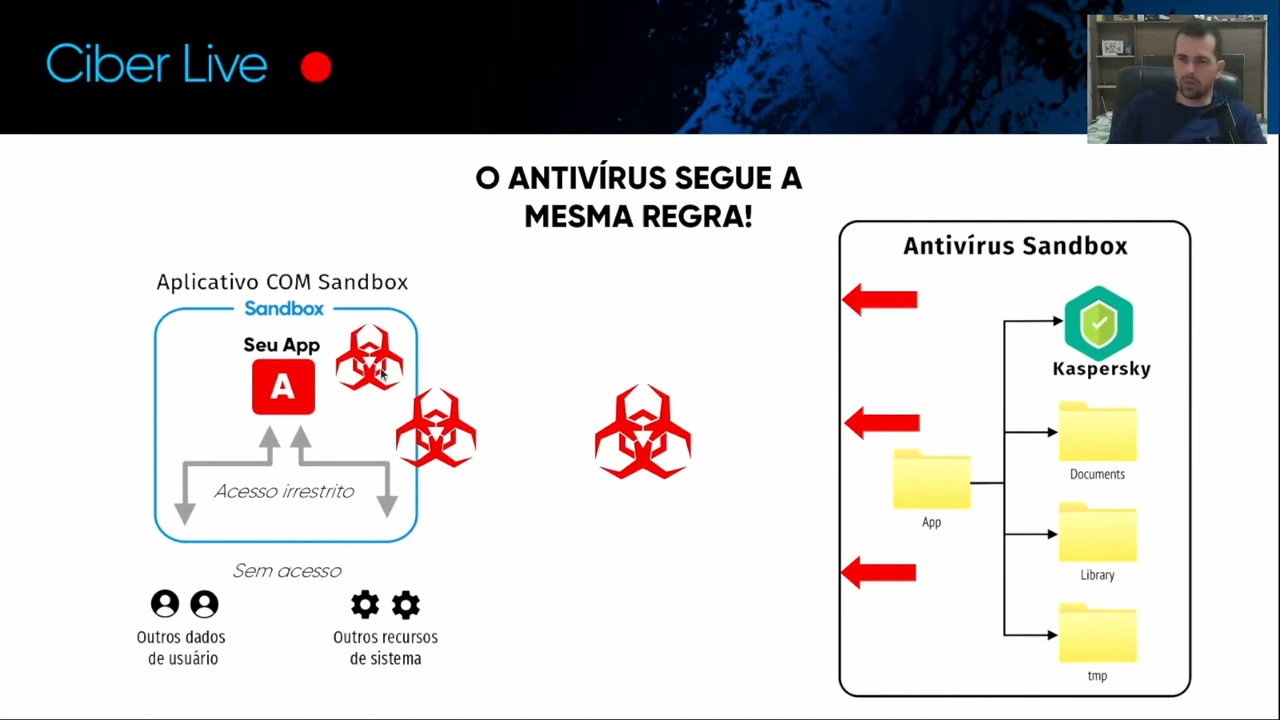 Ciber Live
O ANTIVÍRUS SEGUE A
MESMA REGRA!
Aplicativo COM Sandbox
Sandbox
Seu App
A
Acesso irrestrito
Sem acesso
Outros dados
de usuário
Outros recursos
de sistema
Antivírus Sandbox
Kaspersky
Documents
App
Library
tmp